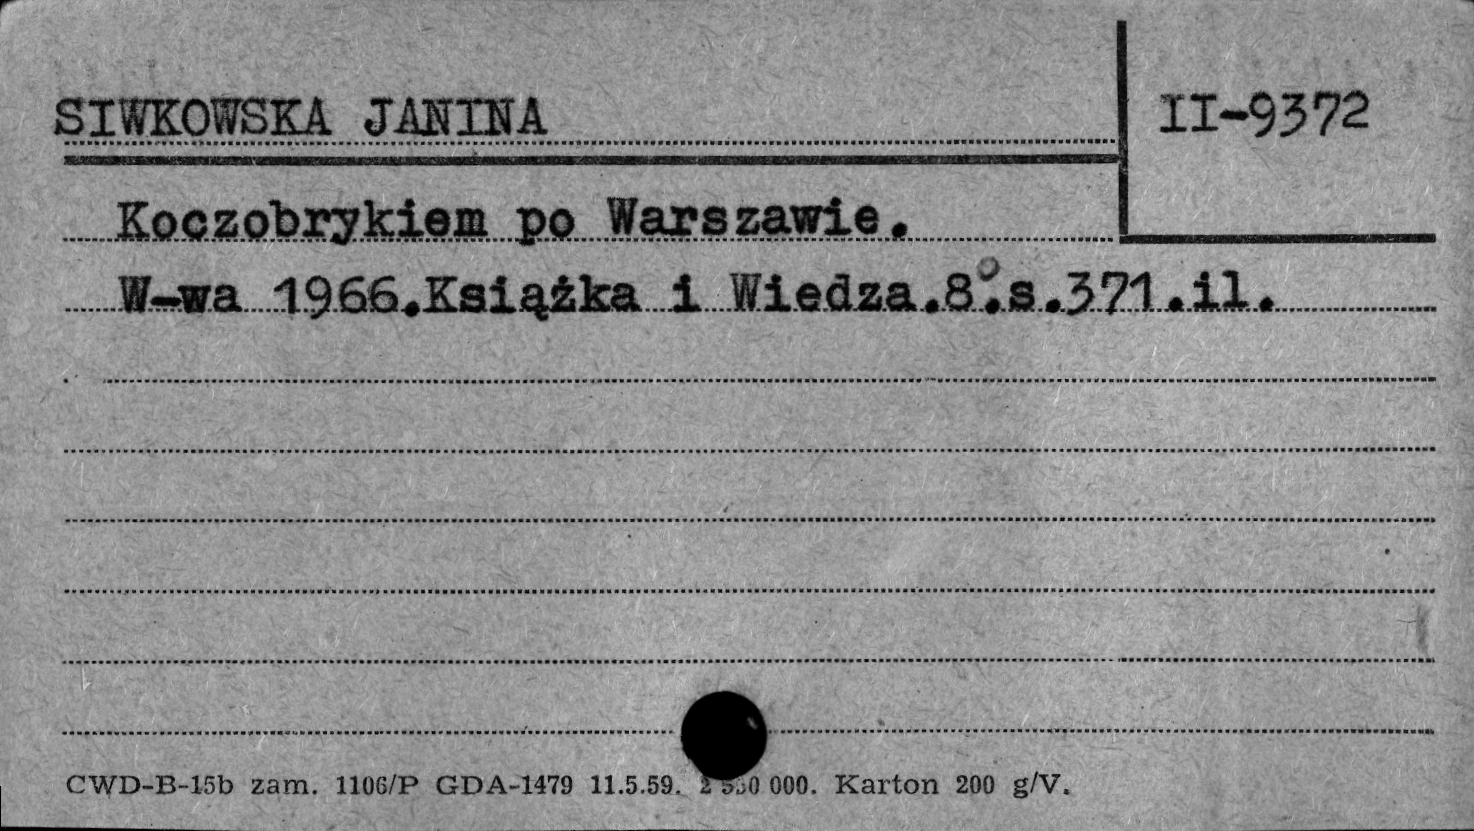 SIWKOWSKA JANINA
II-9372
Koczobrykiem po Warszawie.
W-wa 1966.Książka i Wiedza.8°.s.371.il.
CWD-B-15b zam. 1106/P GDA-1479 11.5.59. 000. Karton 200 g/V.